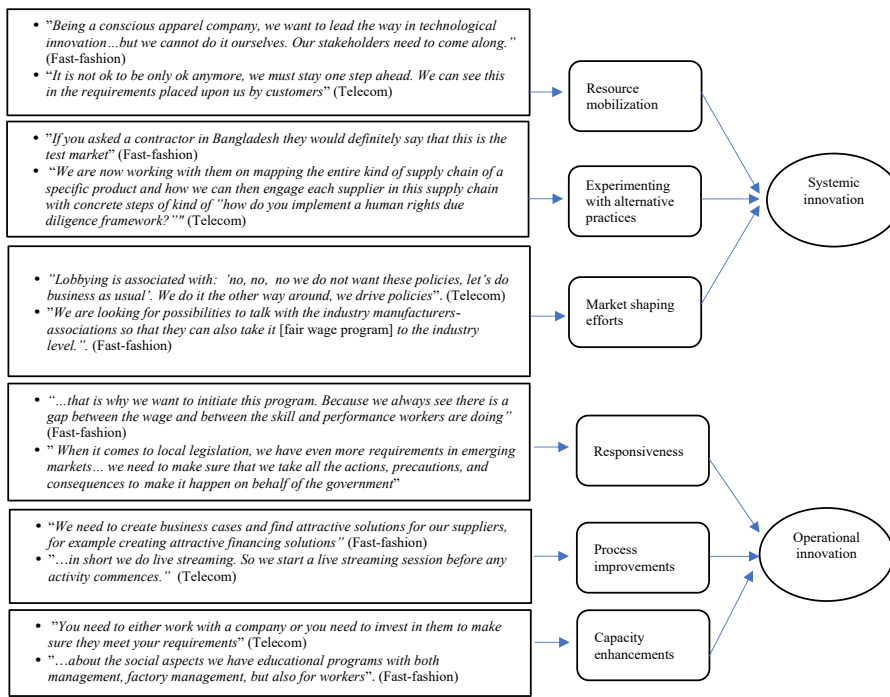 • ”Being a conscious apparel company, we want to lead the way in technological
innovation…but we cannot do it ourselves. Our stakeholders need to come along.”
(Fast-fashion)
• “It is not ok to be only ok anymore, we must stay one step ahead. We can see this
in the requirements placed upon us by customers” (Telecom)
Resource
mobilization
• ”If you asked a contractor in Bangladesh they would definitely say that this is the
test market” (Fast-fashion)
• “We are now working with them on mapping the entire kind of supply chain of a
specific product and how we can then engage each supplier in this supply chain
with concrete steps of kind of ”how do you implement a human rights due
diligence framework?”" (Telecom)
Experimenting
with alternative
practices
Systemic
innovation
• ”Lobbying is associated with: ’no, no, no we do not want these policies, let’s do
business as usual’. We do it the other way around, we drive policies”. (Telecom)
• ”We are looking for possibilities to talk with the industry manufacturers-
associations so that they can also take it [fair wage program] to the industry
level.”. (Fast-fashion)
Market shaping
efforts
• “…that is why we want to initiate this program. Because we always see there is a
gap between the wage and between the skill and performance workers are doing”
(Fast-fashion)
• ” When it comes to local legislation, we have even more requirements in emerging
markets… we need to make sure that we take all the actions, precautions, and
consequences to make it happen on behalf of the government”
Responsiveness
• “We need to create business cases and find attractive solutions for our suppliers,
for example creating attractive financing solutions” (Fast-fashion)
• ”…in short we do live streaming. So we start a live streaming session before any
activity commences.” (Telecom)
Process
improvements
Operational
innovation
• ”You need to either work with a company or you need to invest in them to make
sure they meet your requirements” (Telecom)
• ”…about the social aspects we have educational programs with both
management, factory management, but also for workers”. (Fast-fashion)
Capacity
enhancements